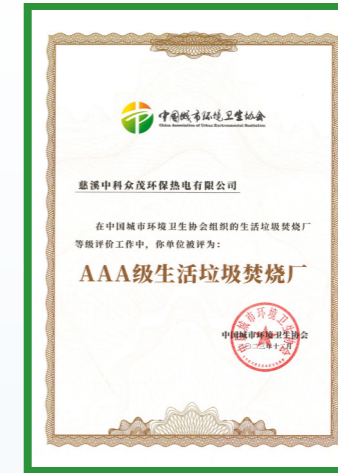 中国城市环境卫生协会
China Association of Urban Environmental Sanitation
慈溪中科众茂环保热电有限公司
在中国城市环境卫生协会组织的生活垃圾焚烧厂
等级评价工作中，你单位被评为：
AAA级生活垃圾焚烧厂
中国城市环境卫生协会